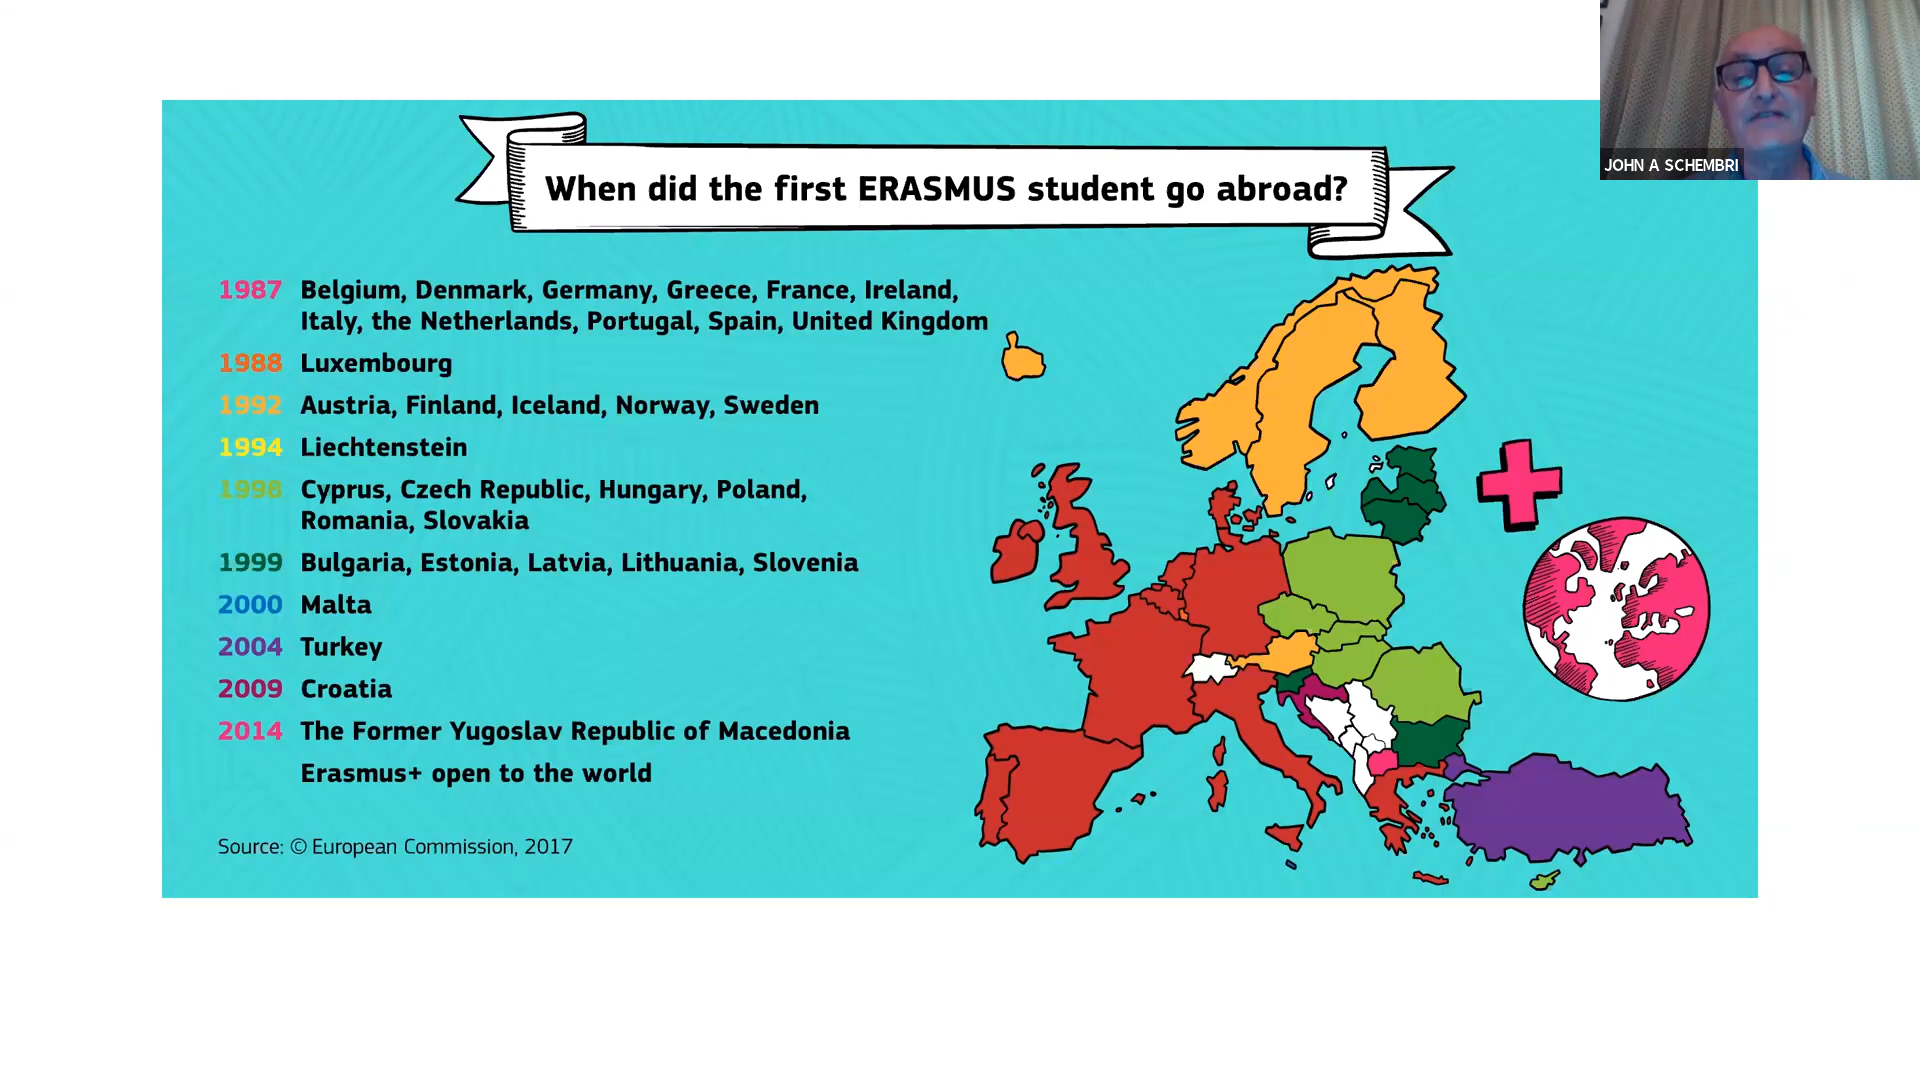 JOHN A SCHEMBRI
When did the first ERASMUS student go abroad?
1987 Belgium, Denmark, Germany, Greece, France, Ireland,
Italy, the Netherlands, Portugal, Spain, United Kingdom
1988 Luxembourg
1992 Austria, Finland, Iceland, Norway, Sweden
1994 Liechtenstein
1998 Cyprus, Czech Republic, Hungary, Poland,
Romania, Slovakia
1999 Bulgaria, Estonia, Latvia, Lithuania, Slovenia
2000 Malta
2004 Turkey
2009 Croatia
2014 The Former Yugoslav Republic of Macedonia
Erasmus+ open to the world
Source: © European Commission, 2017